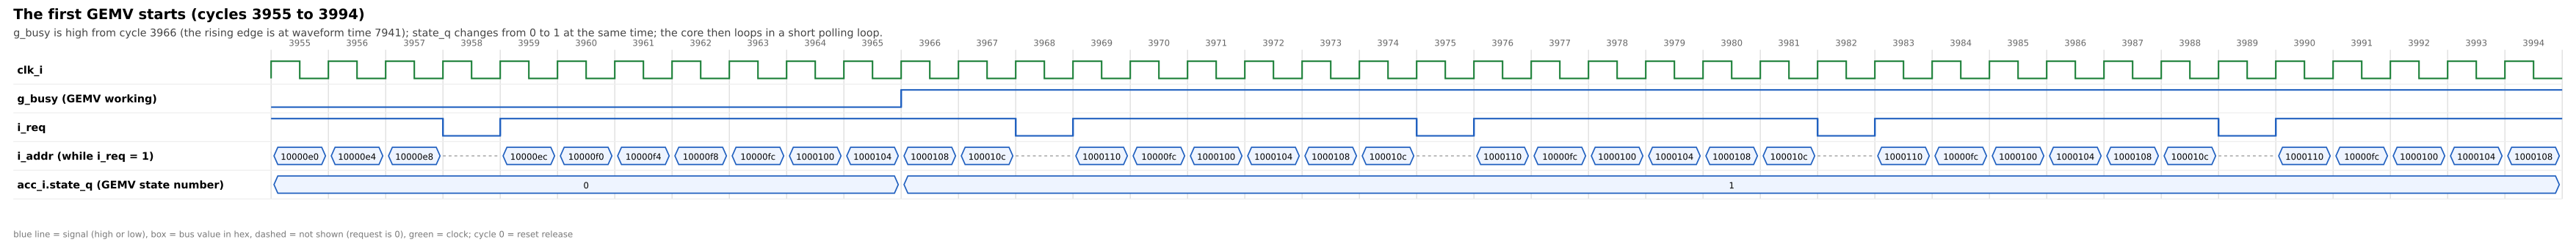 The first GEMV starts (cycles 3955 to 3994)
g_busy is high from cycle 3966 (the rising edge is at waveform time 7941); state_q changes from 0 to 1 at the same time; the core then loops in a short polling loop.
3955 3956 3957 3958 3959 3960 3961 3962 3963 3964 3965 3966 3967 3968 3969 3970 3971 3972 3973 3974 3975 3976 3977 3978 3979 3980 3981 3982 3983 3984 3985 3986 3987 3988 3989 3990 3991 3992 3993 3994
clk_i
g_busy (GEMV working)
i_req
i_addr (while i_req = 1) 10000e0 10000e4 10000e8 10000ec 10000f0 10000f4 10000f8 10000fc 1000100 1000104 1000108 100010c 1000110 10000fc 1000100 1000104 1000108 100010c 1000110 10000fc 1000100 1000104 1000108 100010c 1000110 10000fc 1000100 1000104 1000108 100010c 1000110 10000fc 1000100 1000104 1000108
acc_i.state_q (GEMV state number) 0 1
blue line = signal (high or low), box = bus value in hex, dashed = not shown (request is 0), green = clock; cycle 0 = reset release